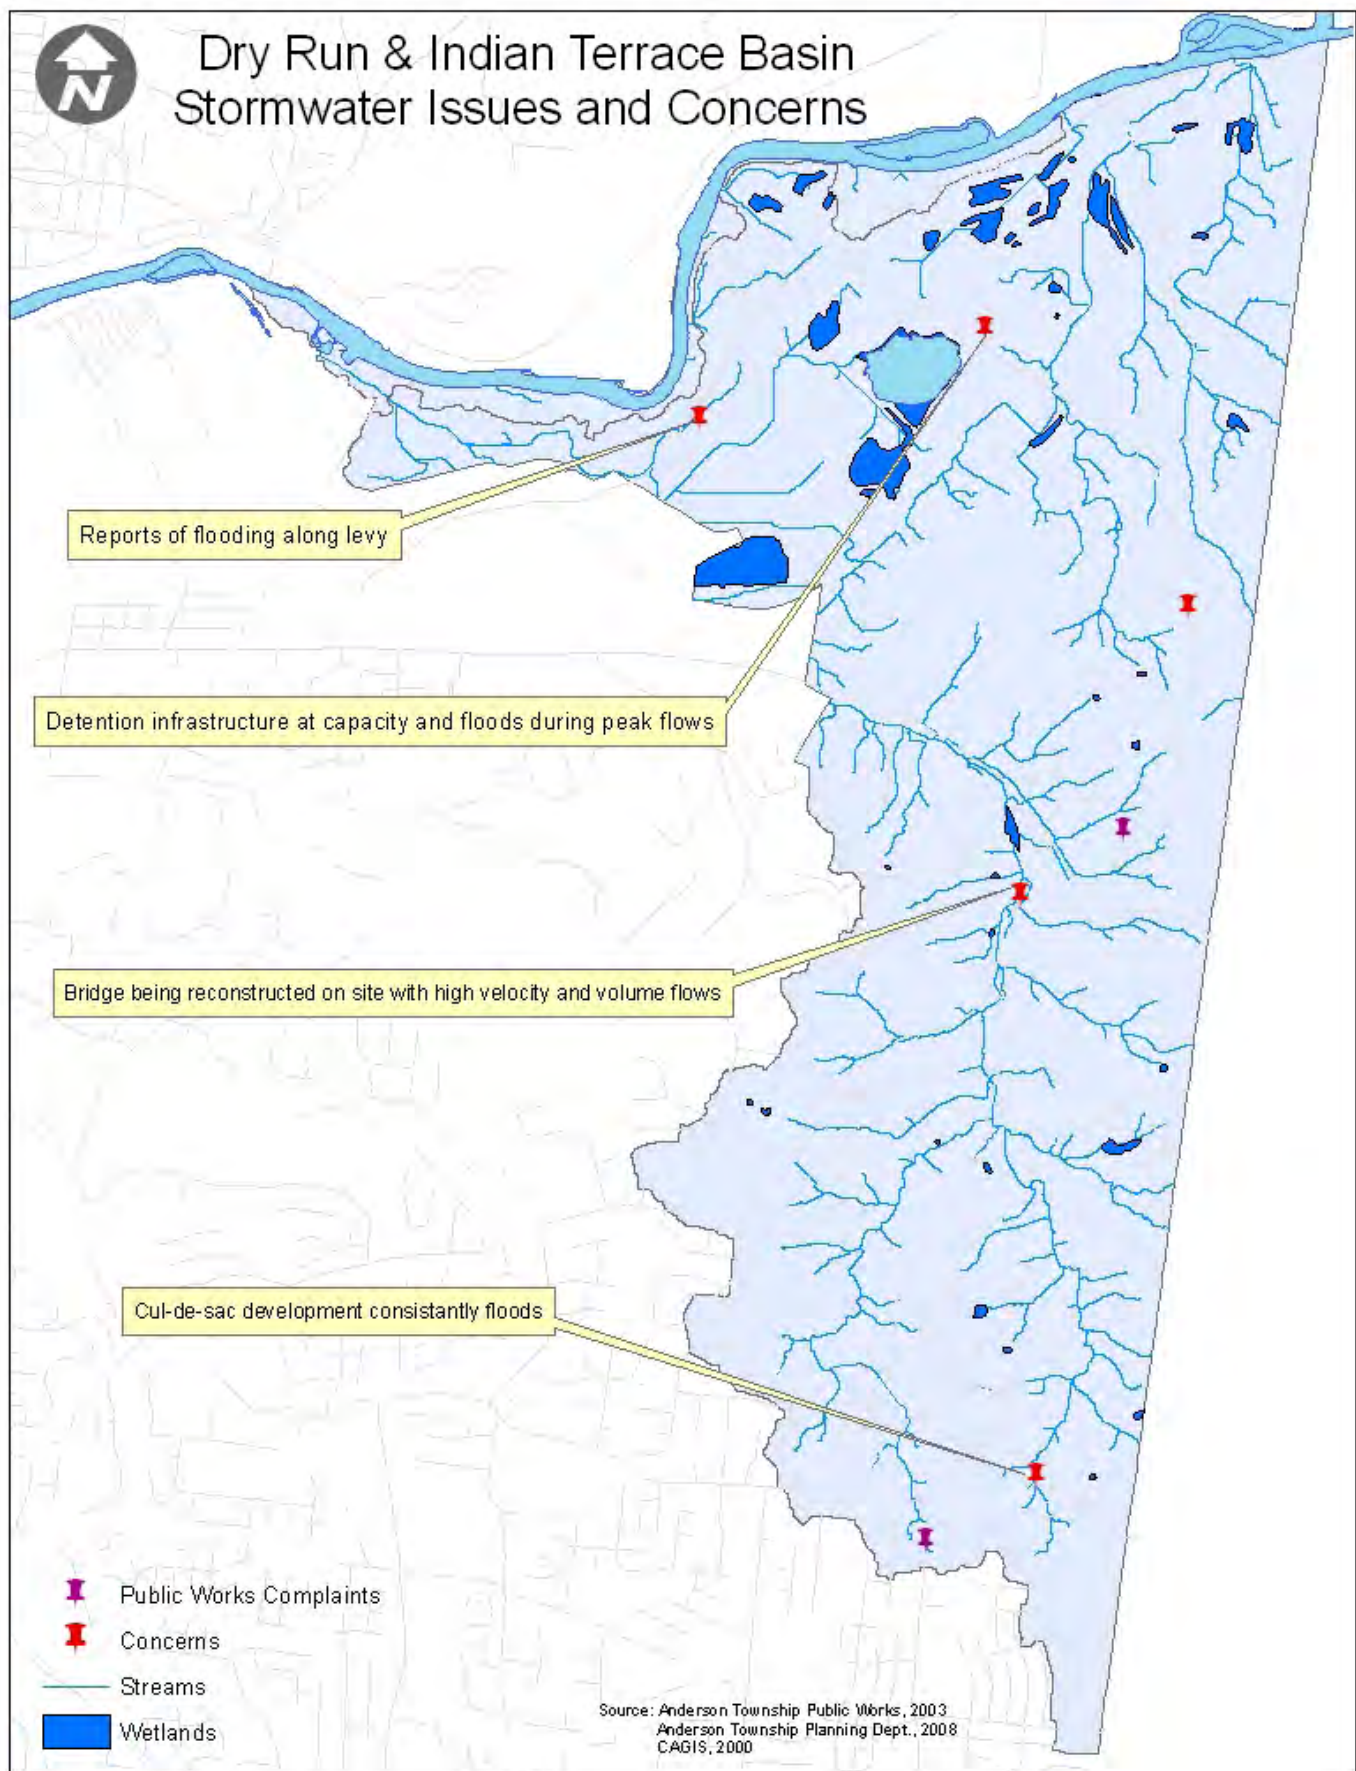 N
Dry Run & Indian Terrace Basin
Stormwater Issues and Concerns
Reports of flooding along levy
Detention infrastructure at capacity and floods during peak flows
Bridge being reconstructed on site with high velocity and volume flows
Cul-de-sac development consistantly floods
Public Works Complaints
Concerns
Streams
Wetlands
Source: Anderson Township Public Works, 2003
Anderson Township Planning Dept., 2008
CAGIS, 2000